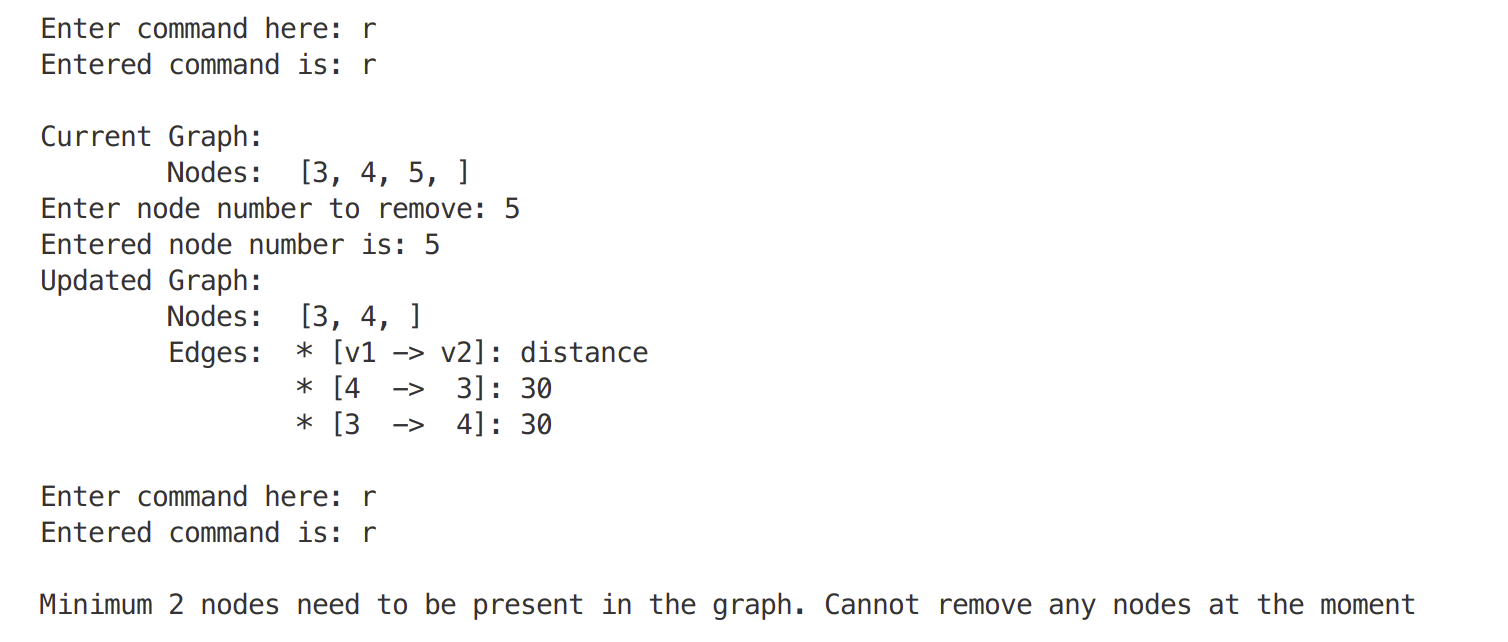 Enter command here: r
Entered command is: r
Current Graph:
Nodes:  [3, 4, 5, ]
Enter node number to remove: 5
Entered node number is: 5
Updated Graph:
Nodes:  [3, 4, ]
Edges:  * [v1 -> v2]: distance
* [4  ->  3]: 30
* [3  ->  4]: 30
Enter command here: r
Entered command is: r
Minimum 2 nodes need to be present in the graph. Cannot remove any nodes at the moment